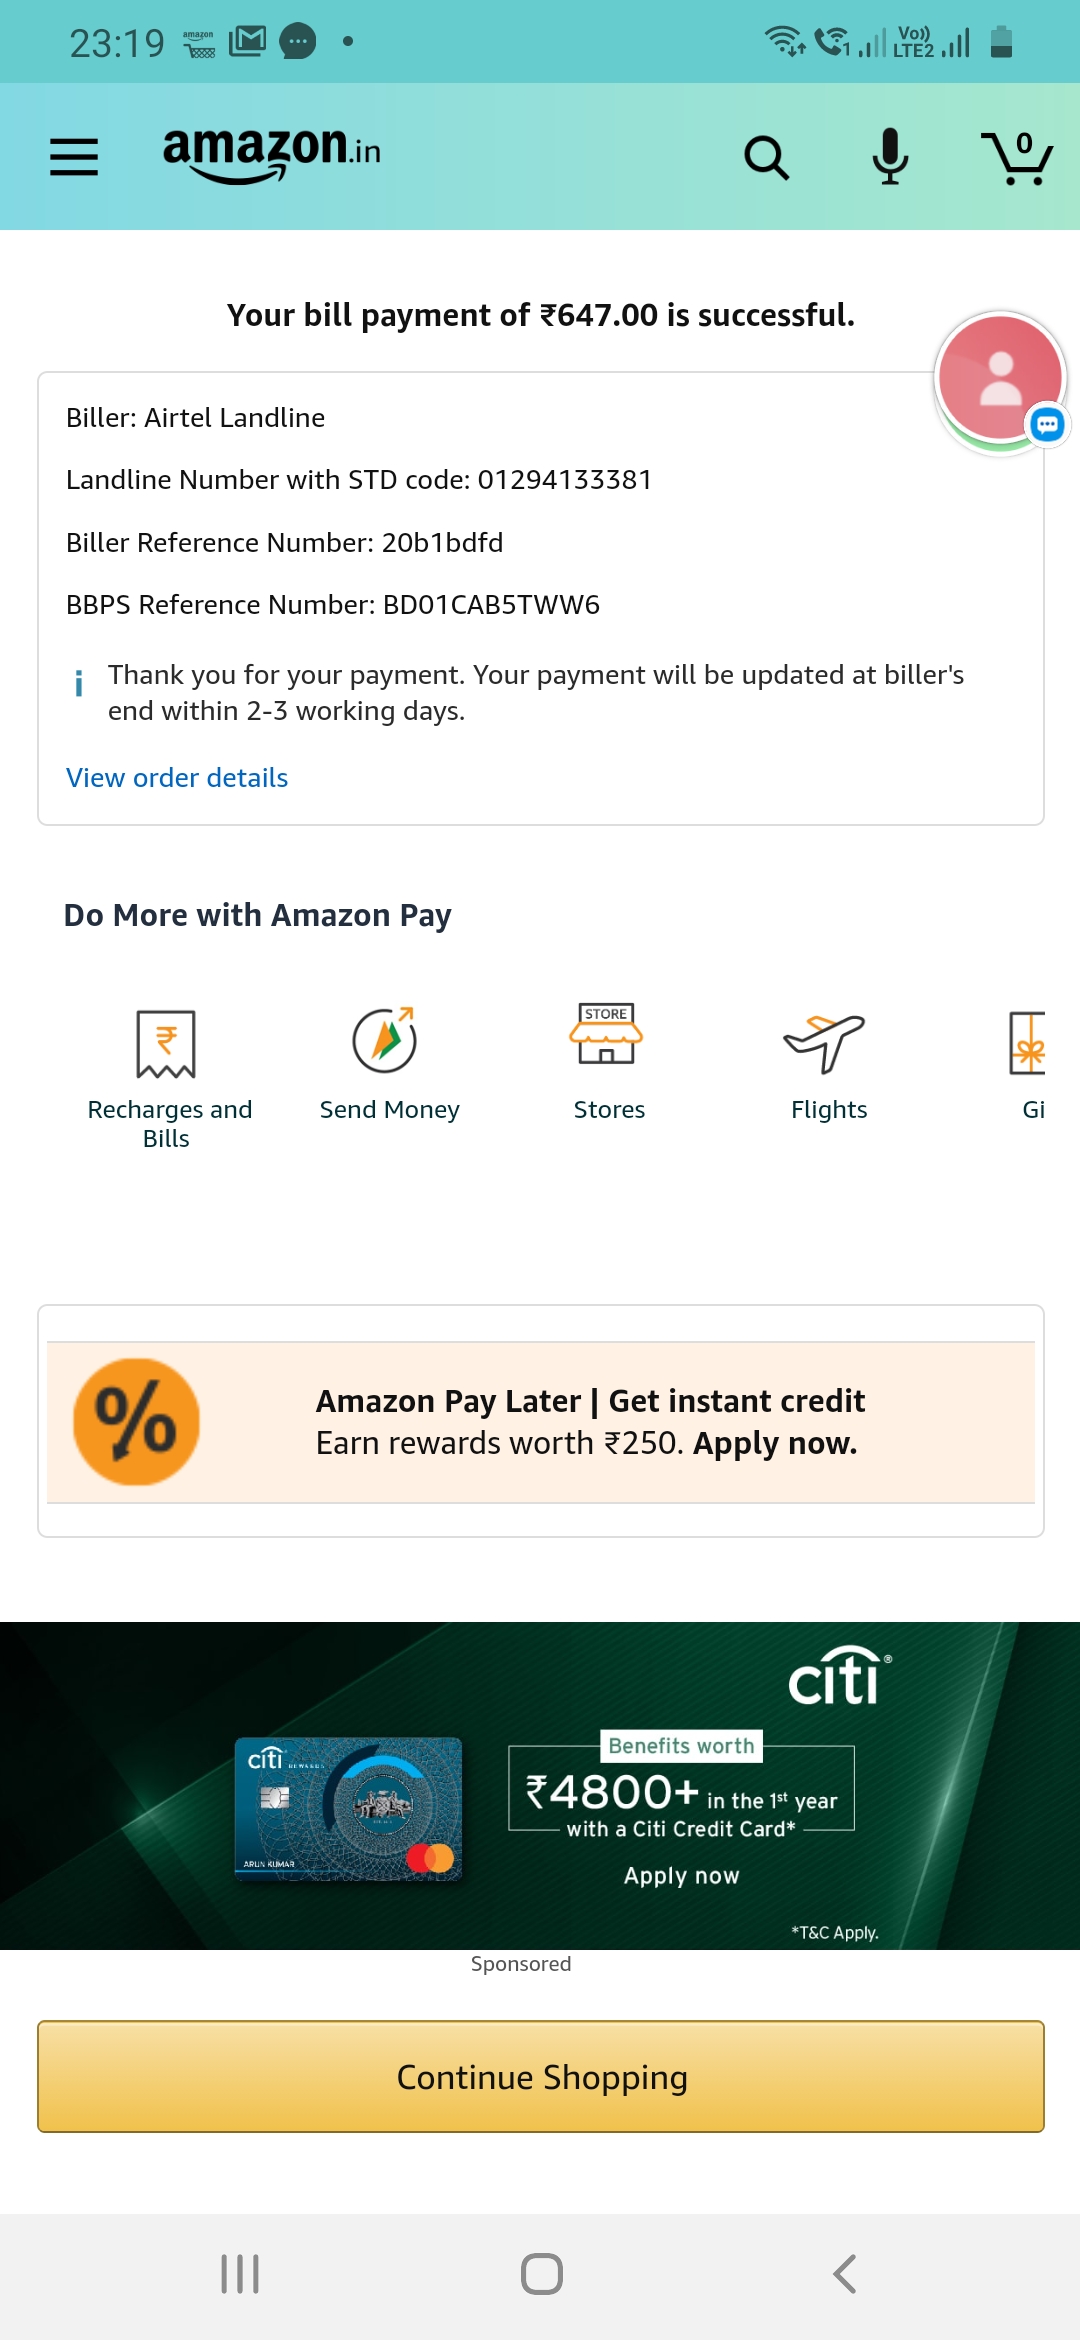 23:19
amazon
Vo))
1 LTE2
amazon.in
0
Your bill payment of ₹647.00 is successful.
Biller: Airtel Landline
Landline Number with STD code: 01294133381
Biller Reference Number: 20b1bdfd
BBPS Reference Number: BD01CAB5TWW6
i Thank you for your payment. Your payment will be updated at biller's
end within 2-3 working days.
View order details
Do More with Amazon Pay
₹
STORE
Recharges and
Bills
Send Money
Stores
Flights
Gi
%
Amazon Pay Later | Get instant credit
Earn rewards worth ₹250. Apply now.
citi®
citi REWARDS
ARUN KUMAR
Benefits worth
₹4800+ in the 1st year
with a Citi Credit Card*
Apply now
*T&C Apply.
Sponsored
Continue Shopping